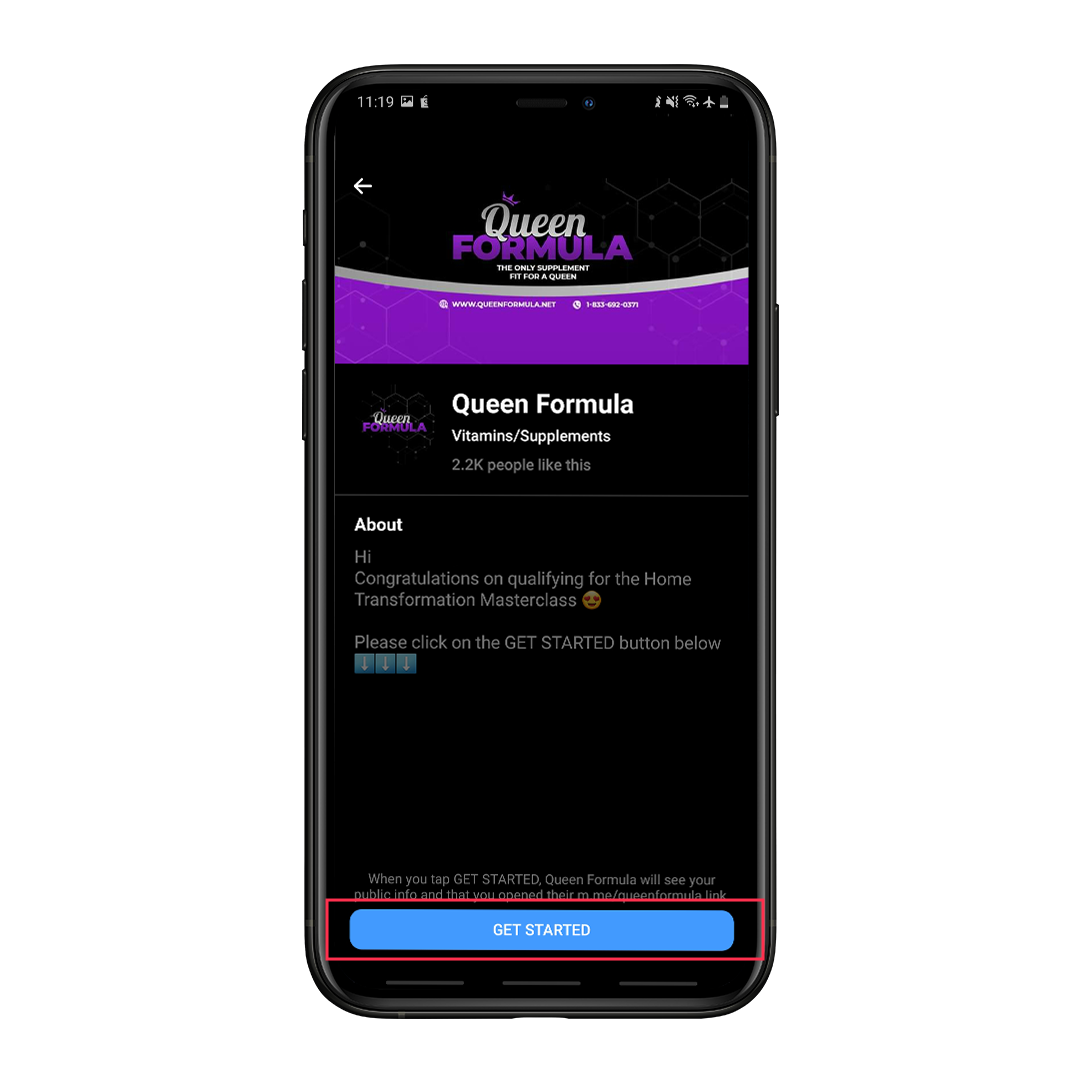 11:19
Queen
FORMULA
THE ONLY SUPPLEMENT
FIT FOR A QUEEN
WWW.QUEENFORMULA.NET 1-833-692-0371
Queen
FORMULA
Queen Formula
Vitamins/Supplements
2.2K people like this
About
Hi
Congratulations on qualifying for the Home
Transformation Masterclass 😍
Please click on the GET STARTED button below
⬇️⬇️⬇️
When you tap GET STARTED, Queen Formula will see your
public info and that you opened their m.me/queenformula link
GET STARTED